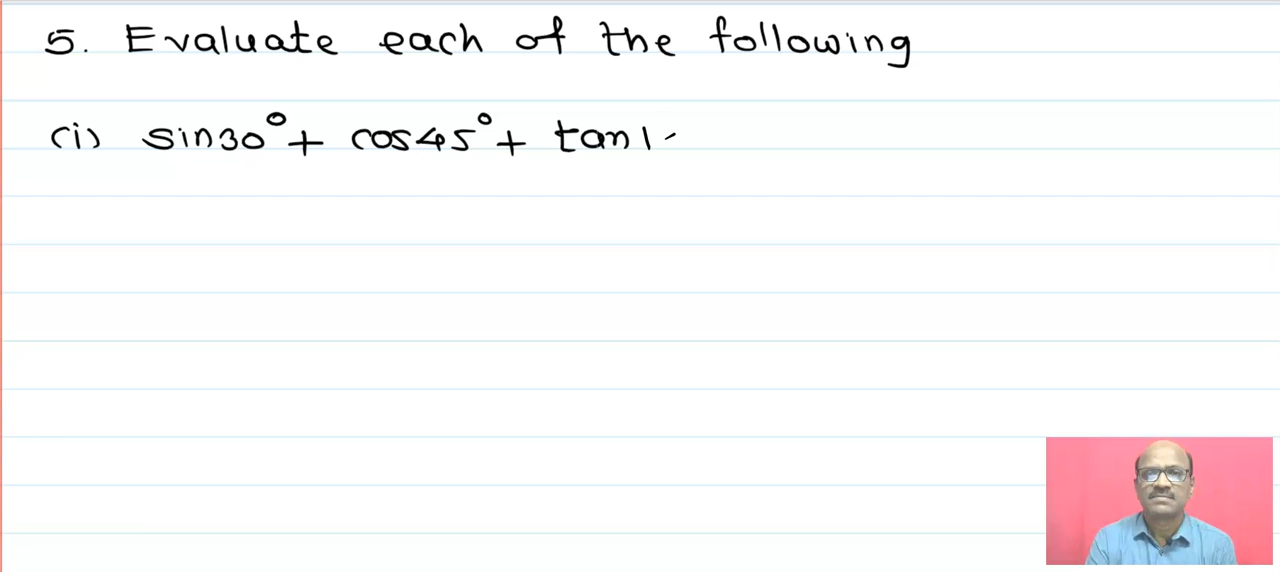 5. Evaluate each of the following
(i) sin30° + cos45° + tan1